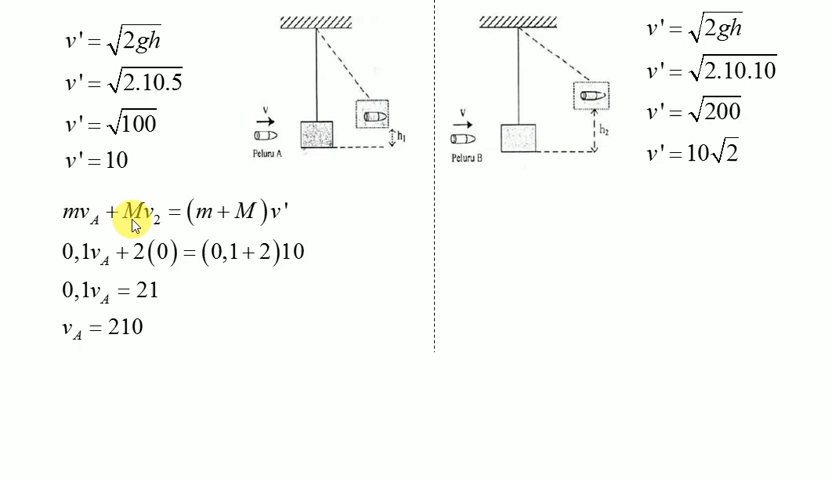 v' = √2gh
v' = √2.10.5
v' = √100
v' = 10
v
Peluru A
h₁
mv_A + Mv₂ = (m + M)v'
0,1v_A + 2(0) = (0,1 + 2)10
0,1v_A = 21
v_A = 210
v
Peluru B
h₂
v' = √2gh
v' = √2.10.10
v' = √200
v' = 10√2